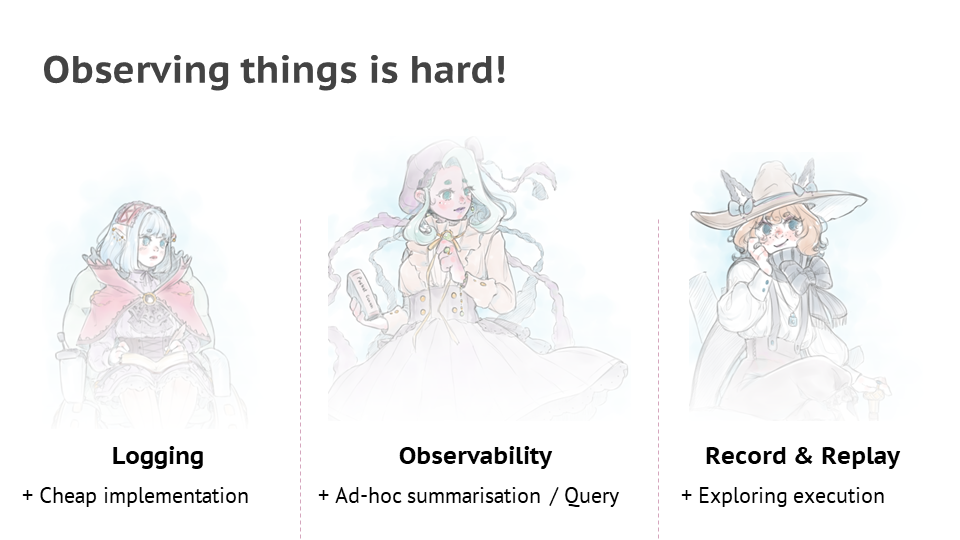 Observing things is hard!
Logging
+ Cheap implementation
Observability
+ Ad-hoc summarisation / Query
Record & Replay
+ Exploring execution